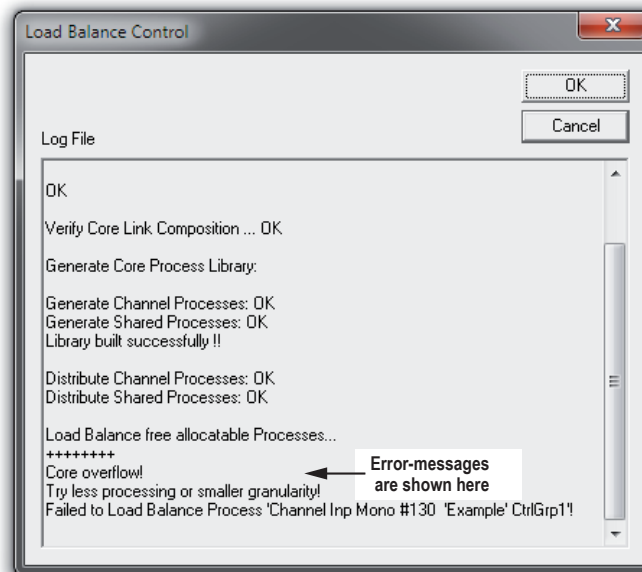 Load Balance Control
OK
Cancel
Log File
OK
Verify Core Link Composition ... OK
Generate Core Process Library:
Generate Channel Processes: OK
Generate Shared Processes: OK
Library built successfully !!
Distribute Channel Processes: OK
Distribute Shared Processes: OK
Load Balance free allocatable Processes...
++++++++
Core overflow!
Try less processing or smaller granularity!
Failed to Load Balance Process 'Channel Inp Mono #130  'Example' CtrlGrp1'!
Error-messages
are shown here